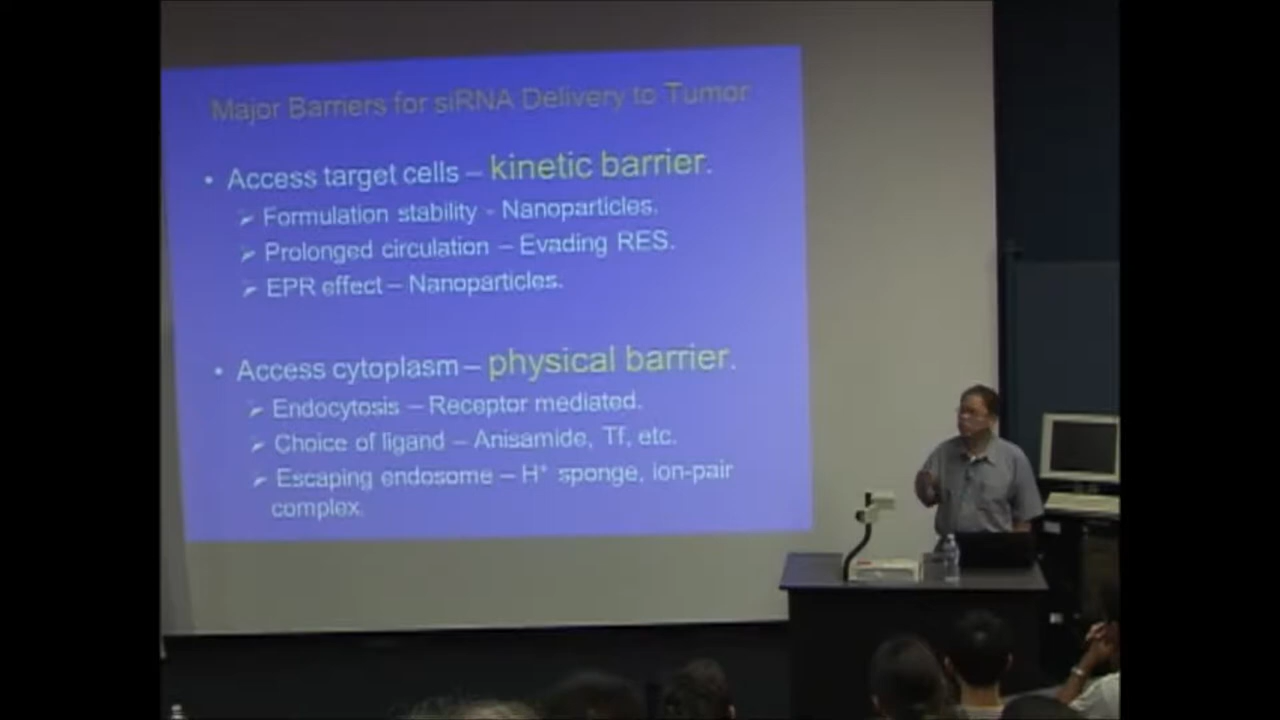 Major Barriers for siRNA Delivery to Tumor
• Access target cells – kinetic barrier.
➢ Formulation stability - Nanoparticles.
➢ Prolonged circulation – Evading RES.
➢ EPR effect – Nanoparticles.
• Access cytoplasm – physical barrier.
➢ Endocytosis – Receptor mediated.
➢ Choice of ligand – Anisamide, Tf, etc.
➢ Escaping endosome – H⁺ sponge, ion-pair
complex.